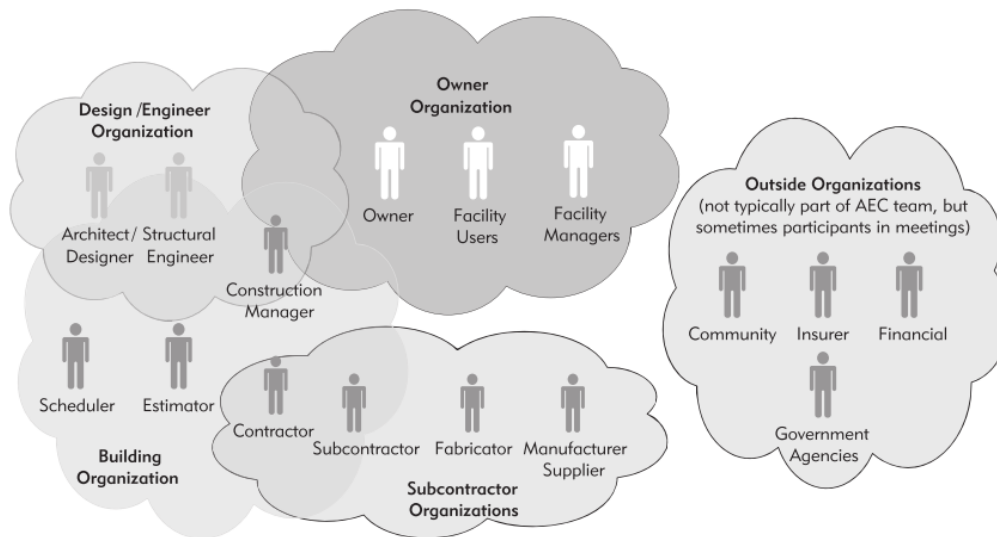 Design /Engineer
Organization
Architect/
Designer
Structural
Engineer
Construction
Manager
Owner
Organization
Owner
Facility
Users
Facility
Managers
Outside Organizations
(not typically part of AEC team, but
sometimes participants in meetings)
Community
Insurer
Financial
Government
Agencies
Scheduler
Estimator
Building
Organization
Contractor
Subcontractor
Fabricator
Manufacturer
Supplier
Subcontractor
Organizations